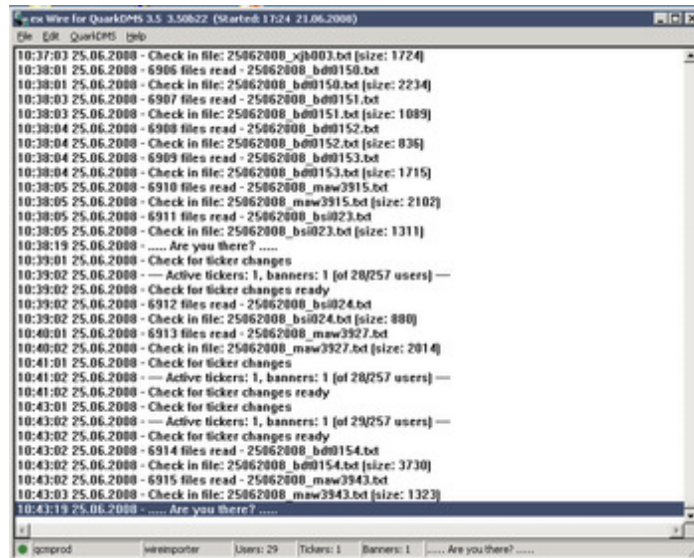 ex Wire for QuarkDMS 3.5 3.50b22 (Started: 17:24 21.06.2008)
File Edit QuarkDMS Help
10:37:03 25.06.2008 - Check in file: 25062008_xjb003.txt (size: 1724)
10:38:01 25.06.2008 - 6906 files read - 25062008_bdt0150.txt
10:38:01 25.06.2008 - Check in file: 25062008_bdt0150.txt (size: 2234)
10:38:03 25.06.2008 - 6907 files read - 25062008_bdt0151.txt
10:38:03 25.06.2008 - Check in file: 25062008_bdt0151.txt (size: 1089)
10:38:04 25.06.2008 - 6908 files read - 25062008_bdt0152.txt
10:38:04 25.06.2008 - Check in file: 25062008_bdt0152.txt (size: 836)
10:38:04 25.06.2008 - 6909 files read - 25062008_bdt0153.txt
10:38:04 25.06.2008 - Check in file: 25062008_bdt0153.txt (size: 1715)
10:38:05 25.06.2008 - 6910 files read - 25062008_maw3915.txt
10:38:05 25.06.2008 - Check in file: 25062008_maw3915.txt (size: 2102)
10:38:05 25.06.2008 - 6911 files read - 25062008_bsi023.txt
10:38:05 25.06.2008 - Check in file: 25062008_bsi023.txt (size: 1311)
10:38:19 25.06.2008 - ..... Are you there? .....
10:39:01 25.06.2008 - Check for ticker changes
10:39:02 25.06.2008 - --- Active tickers: 1, banners: 1 (of 28/257 users) ---
10:39:02 25.06.2008 - Check for ticker changes ready
10:39:02 25.06.2008 - 6912 files read - 25062008_bsi024.txt
10:39:02 25.06.2008 - Check in file: 25062008_bsi024.txt (size: 880)
10:40:01 25.06.2008 - 6913 files read - 25062008_maw3927.txt
10:40:02 25.06.2008 - Check in file: 25062008_maw3927.txt (size: 2014)
10:41:01 25.06.2008 - Check for ticker changes
10:41:02 25.06.2008 - --- Active tickers: 1, banners: 1 (of 28/257 users) ---
10:41:02 25.06.2008 - Check for ticker changes ready
10:43:01 25.06.2008 - Check for ticker changes
10:43:02 25.06.2008 - --- Active tickers: 1, banners: 1 (of 29/257 users) ---
10:43:02 25.06.2008 - Check for ticker changes ready
10:43:02 25.06.2008 - 6914 files read - 25062008_bdt0154.txt
10:43:02 25.06.2008 - Check in file: 25062008_bdt0154.txt (size: 3730)
10:43:02 25.06.2008 - 6915 files read - 25062008_maw3943.txt
10:43:03 25.06.2008 - Check in file: 25062008_maw3943.txt (size: 1323)
10:43:19 25.06.2008 - ..... Are you there? .....
qcmprod wireimporter Users: 29 Tickers: 1 Banners: 1 ..... Are you there? .....